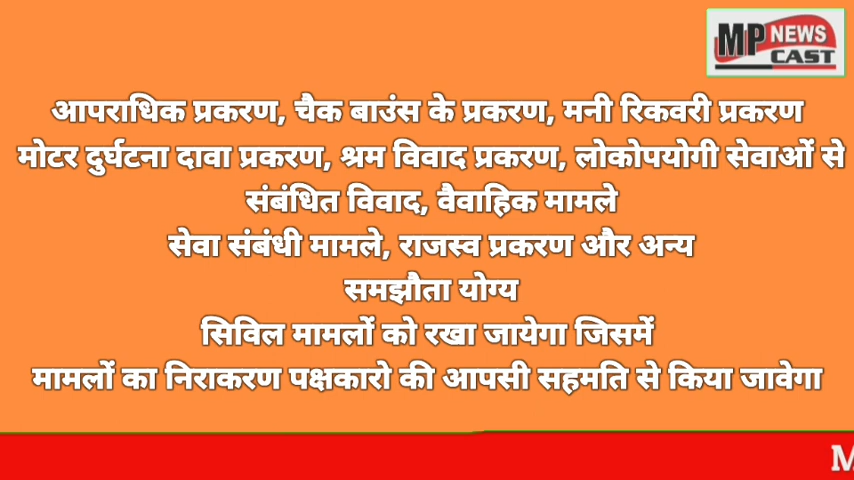 MP NEWS
CAST
आपराधिक प्रकरण, चैक बाउंस के प्रकरण, मनी रिकवरी प्रकरण
मोटर दुर्घटना दावा प्रकरण, श्रम विवाद प्रकरण, लोकोपयोगी सेवाओं से
संबंधित विवाद, वैवाहिक मामले
सेवा संबंधी मामले, राजस्व प्रकरण और अन्य
समझौता योग्य
सिविल मामलों को रखा जायेगा जिसमें
मामलों का निराकरण पक्षकारो की आपसी सहमति से किया जावेगा